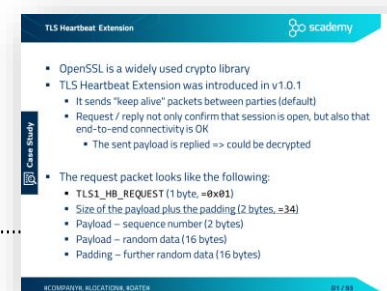 TLS Heartbeat Extension
scademy
OpenSSL is a widely used crypto library
TLS Heartbeat Extension was introduced in v1.0.1
It sends "keep alive" packets between parties (default)
Request / reply not only confirm that session is open, but also that
end-to-end connectivity is OK
The sent payload is replied => could be decrypted
Case Study
The request packet looks like the following:
TLS1_HB_REQUEST (1 byte, =0x01)
Size of the payload plus the padding (2 bytes, =34)
Payload – sequence number (2 bytes)
Payload – random data (16 bytes)
Padding – further random data (16 bytes)
#COMPANY#, #LOCATION#, #DATE#